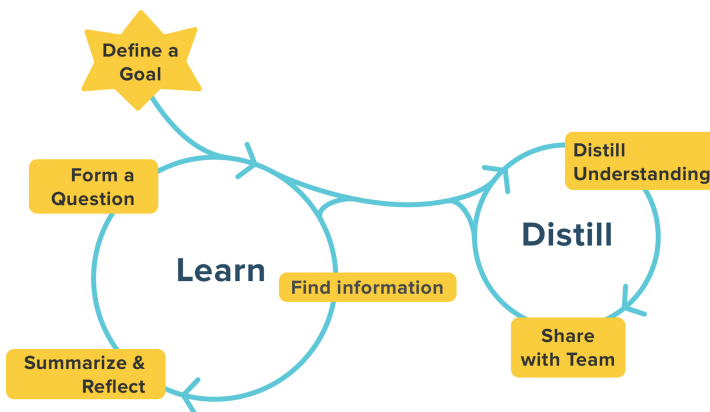 Define a
Goal
Form a
Question
Learn
Find information
Summarize &
Reflect
Distill
Understanding
Distill
Share
with Team